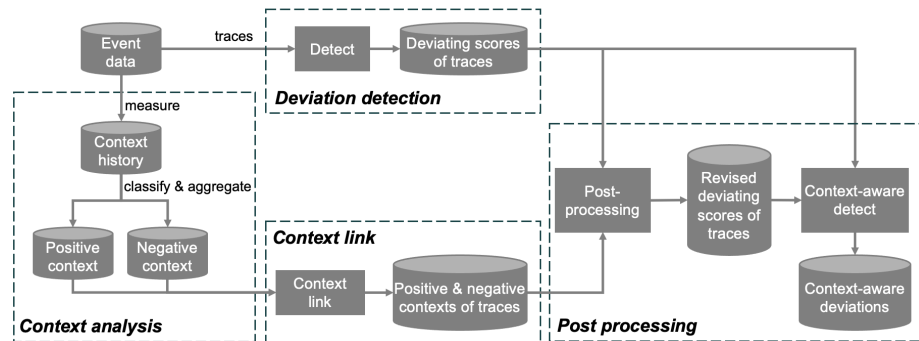 Event
data
traces
Detect
Deviating scores
of traces
Deviation detection
measure
Context
history
classify & aggregate
Positive
context
Negative
context
Context analysis
Context link
Context
link
Positive & negative
contexts of traces
Post-
processing
Revised
deviating
scores of
traces
Context-aware
detect
Context-aware
deviations
Post processing